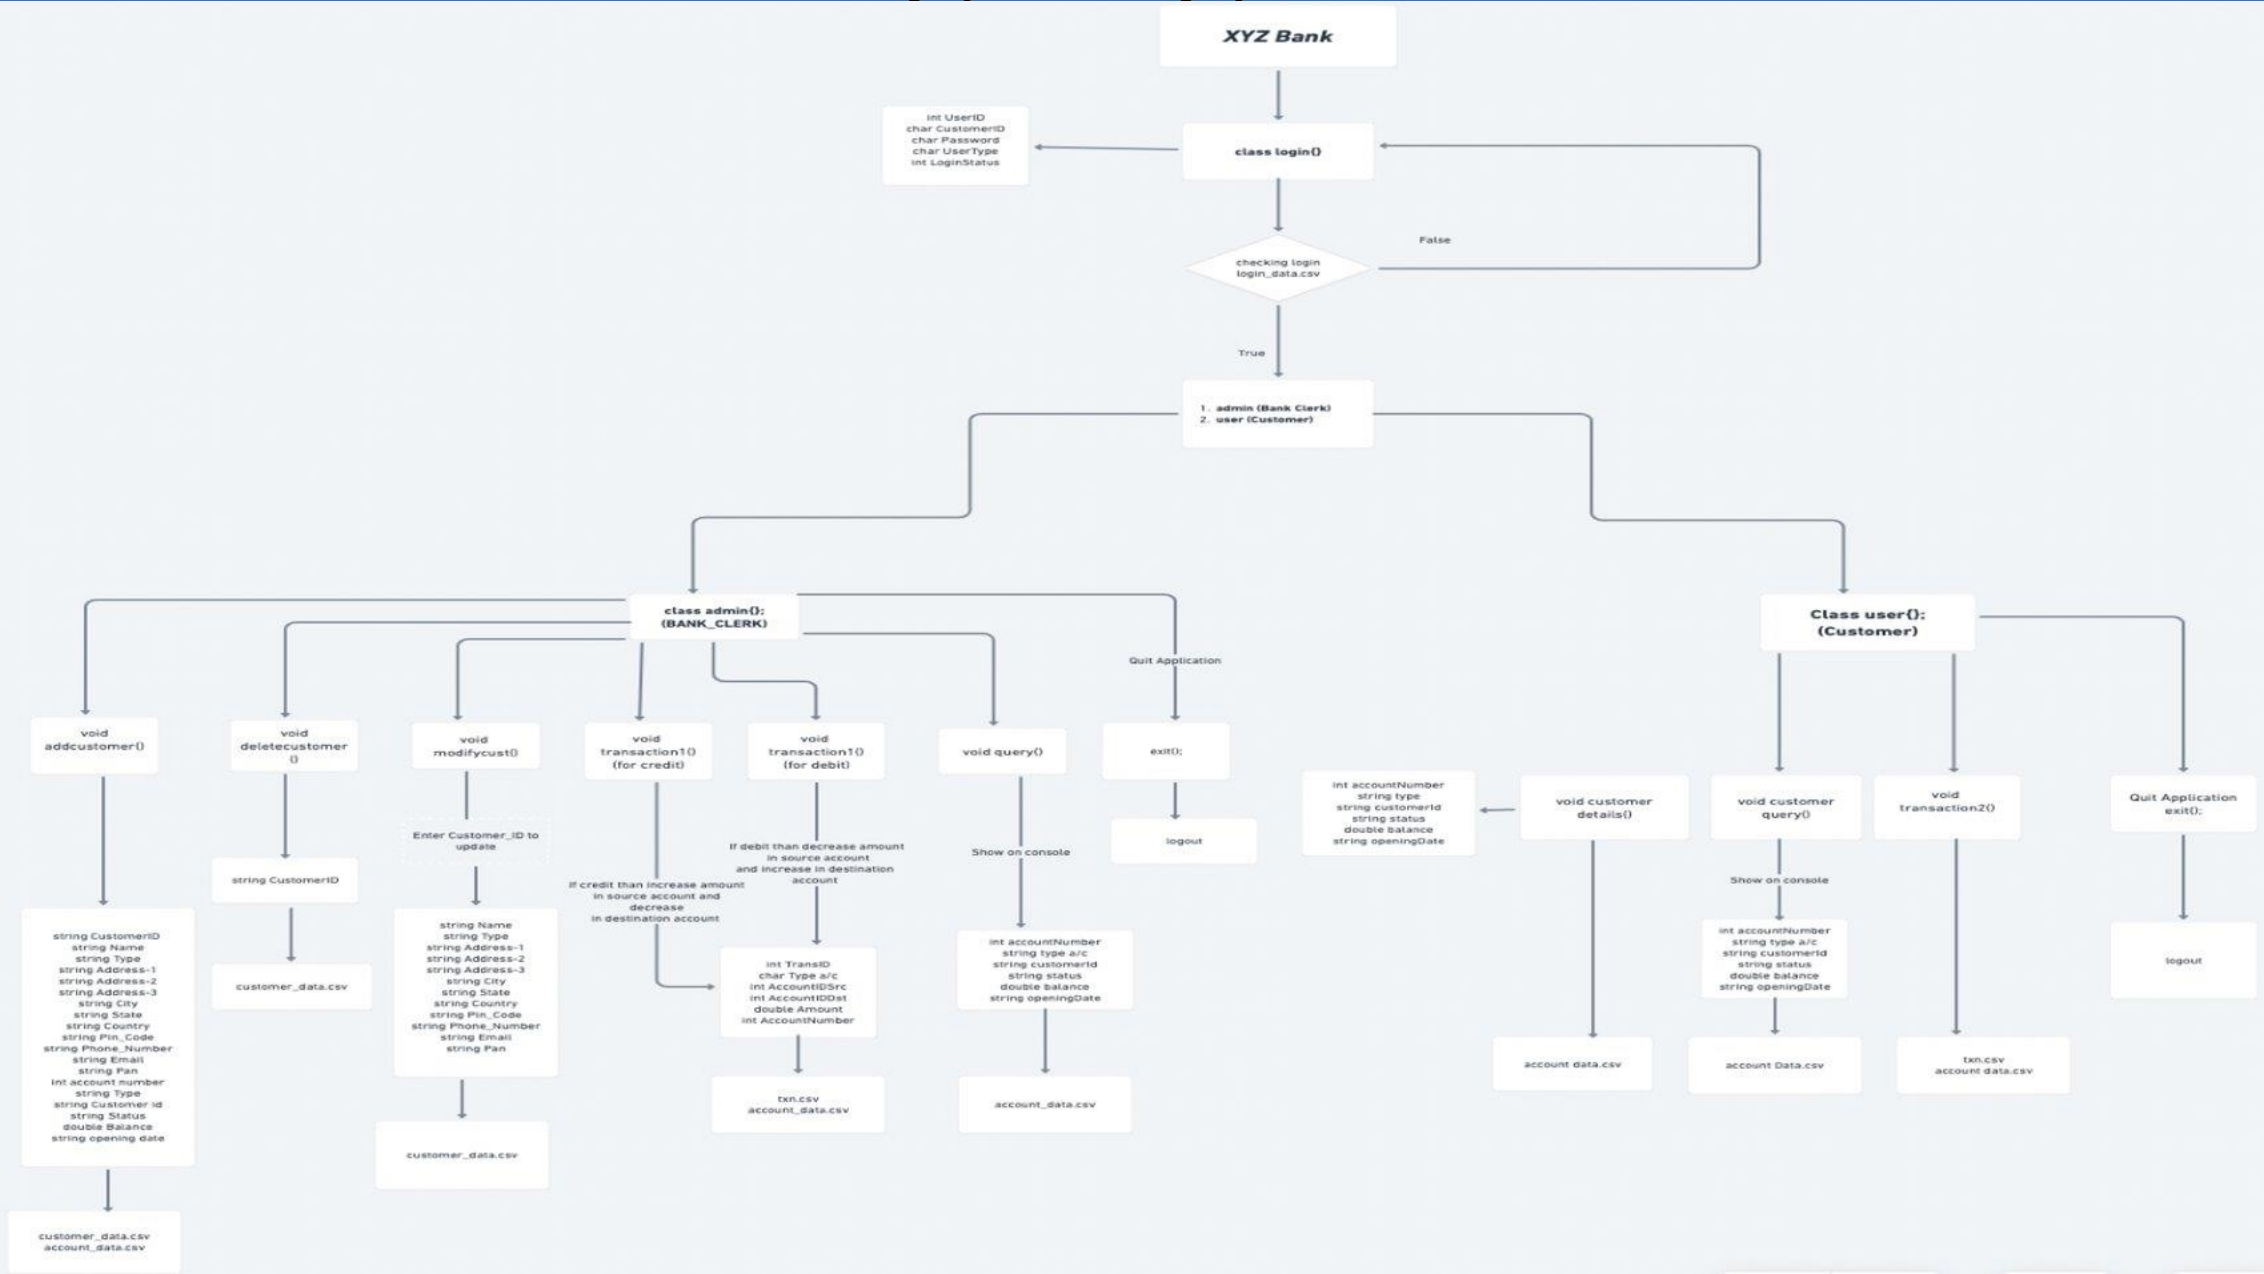 XYZ Bank
int UserID
char CustomerID
char Password
char UserType
int LoginStatus
class login()
False
checking login
login_data.csv
True
1. admin (Bank Clerk)
2. user (Customer)
class admin{};
(BANK_CLERK)
Class user{};
(Customer)
Quit Application
void
addcustomer()
void
deletecustomer
()
void
modifycust()
void
transaction1()
(for credit)
void
transaction1()
(for debit)
void query()
exit();
int accountNumber
string type
string customerId
string status
double balance
string openingDate
void customer
details()
void customer
query()
void
transaction2()
Quit Application
exit();
Enter Customer_ID to
update
If debit than decrease amount
in source account
and increase in destination
account
Show on console
logout
string CustomerID
If credit than increase amount
in source account and
decrease
in destination account
Show on console
string CustomerID
string Name
string Type
string Address-1
string Address-2
string Address-3
string City
string State
string Country
string Pin_Code
string Phone_Number
string Email
string Pan
int account number
string Type
string Customer id
string Status
double Balance
string opening date
customer_data.csv
string Name
string Type
string Address-1
string Address-2
string Address-3
string City
string State
string Country
string Pin_Code
string Phone_Number
string Email
string Pan
int TransID
char Type a/c
int AccountIDSrc
int AccountIDDst
double Amount
int AccountNumber
int accountNumber
string type a/c
string customerId
string status
double balance
string openingDate
int accountNumber
string type a/c
string customerId
string status
double balance
string openingDate
logout
account data.csv
account Data.csv
txn.csv
account data.csv
txn.csv
account_data.csv
account_data.csv
customer_data.csv
customer_data.csv
account_data.csv